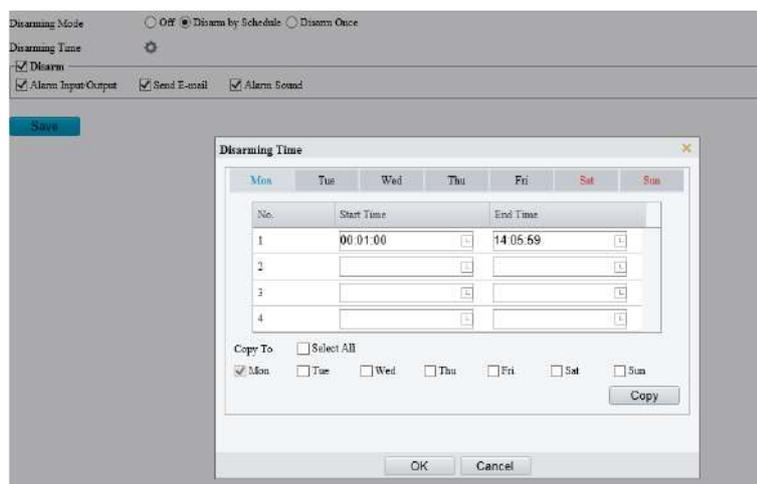 Disarming Mode Off Disarm by Schedule Disarm Once
Disarming Time
Disarm
Alarm Input/Output Send E-mail Alarm Sound
Save
Disarming Time
Mon Tue Wed Thu Fri Sat Sun
No. Start Time End Time
1 00:01:00 14:05:59
2
3
4
Copy To Select All
Mon Tue Wed Thu Fri Sat Sun
Copy
OK Cancel